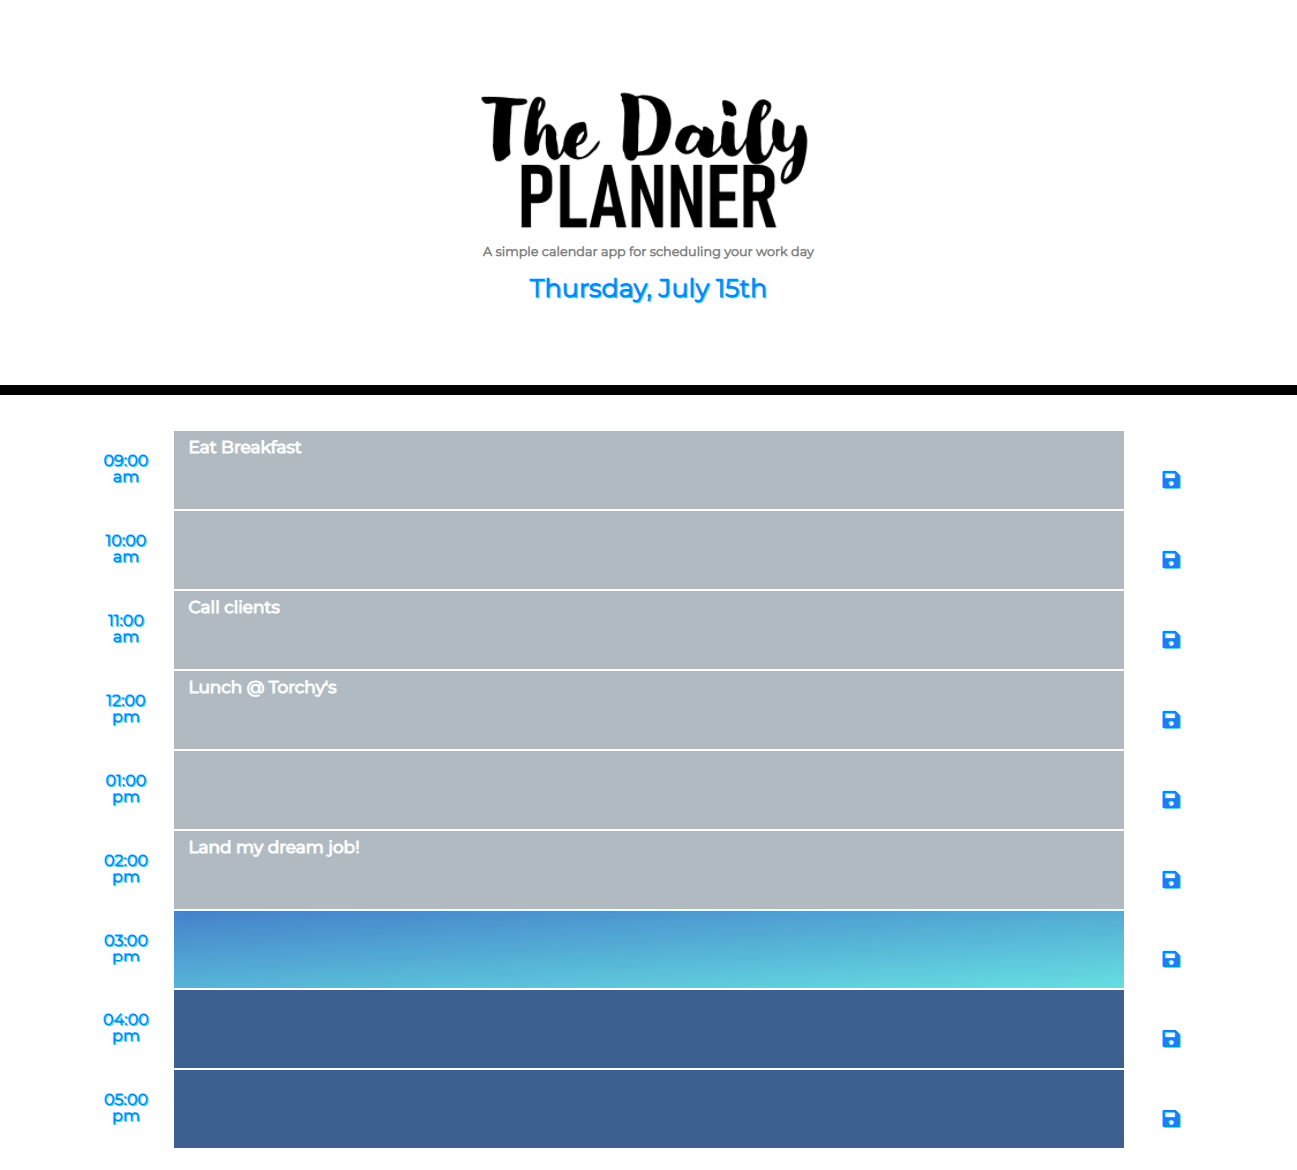 The Daily
PLANNER
A simple calendar app for scheduling your work day
Thursday, July 15th
09:00
am
Eat Breakfast
10:00
am
11:00
am
Call clients
12:00
pm
Lunch @ Torchy's
01:00
pm
02:00
pm
Land my dream job!
03:00
pm
04:00
pm
05:00
pm